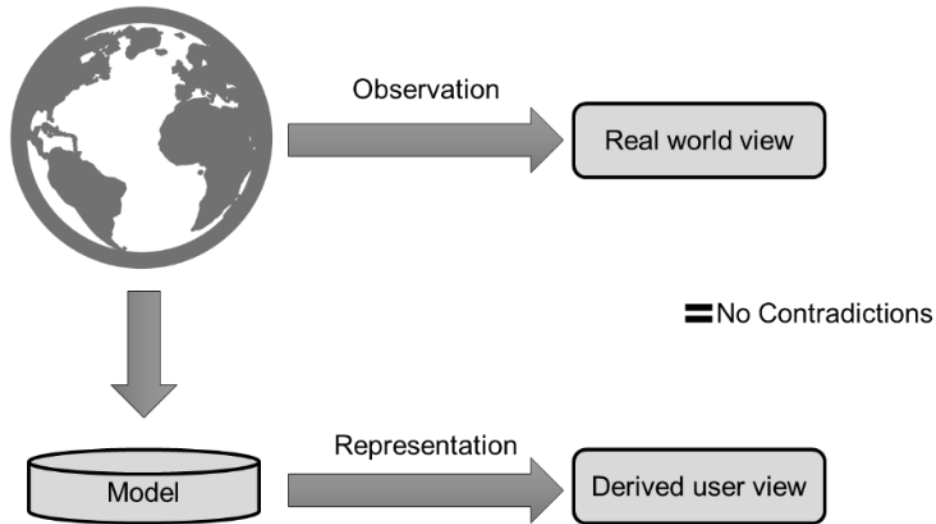 Observation
Real world view
= No Contradictions
Representation
Model
Derived user view